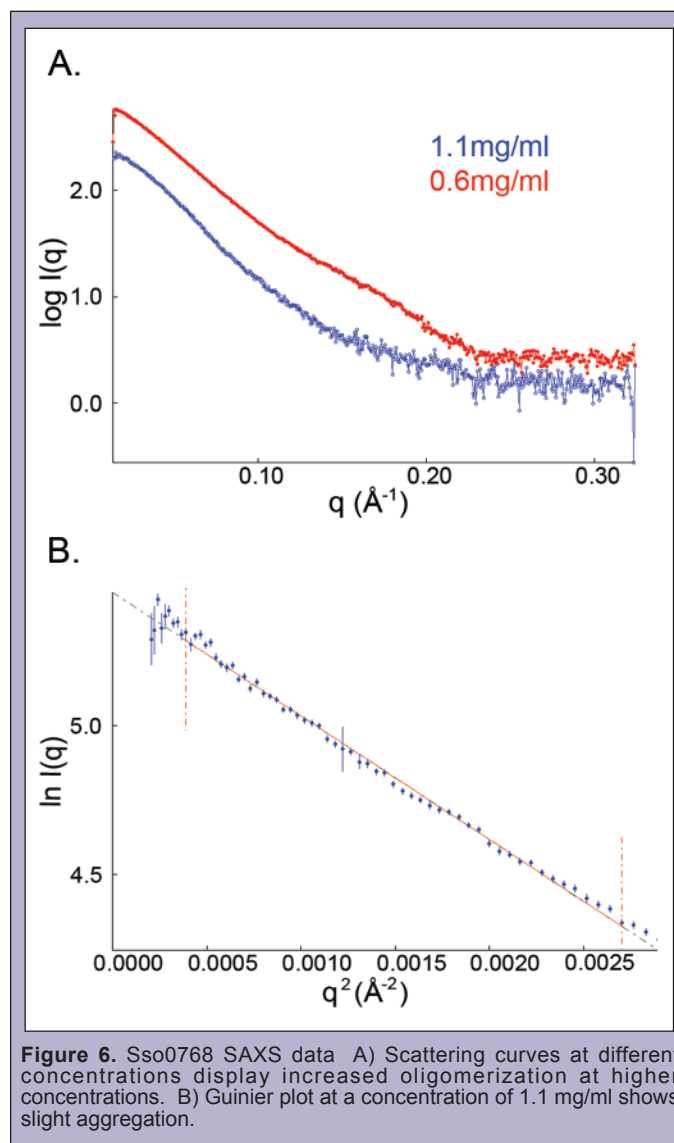 A.
1.1mg/ml
0.6mg/ml
2.0
1.0
0.0
log I(q)
0.10 0.20 0.30
q (Å-1)
B.
5.0
4.5
ln I(q)
0.0000 0.0005 0.0010 0.0015 0.0020 0.0025
q2(Å-2)
Figure 6. Sso0768 SAXS data A) Scattering curves at different
concentrations display increased oligomerization at higher
concentrations. B) Guinier plot at a concentration of 1.1 mg/ml shows
slight aggregation.